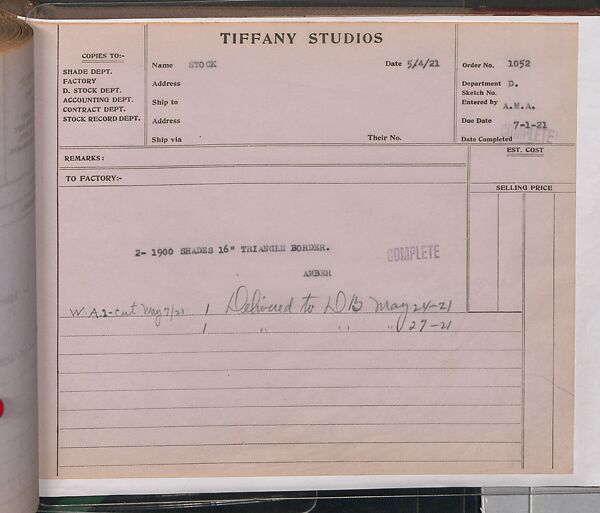 TIFFANY STUDIOS
COPIES TO:-
SHADE DEPT.
FACTORY
D. STOCK DEPT.
ACCOUNTING DEPT.
CONTRACT DEPT.
STOCK RECORD DEPT.
Name STOCK Date 5/4/21
Address
Ship to
Address
Ship via Their No.
Order No. 1052
Department D.
Sketch No.
Entered by A.M.A.
Due Date 7-1-21
COMPLETE
Date Completed
REMARKS:
EST. COST
TO FACTORY:-
SELLING PRICE
2- 1900 SHADES 16" TRIANGLE BORDER.
COMPLETE
AMBER
W.A. 2-cut May 7/21 1 Delivered to DB May 24-21
1 " " " " 27-21